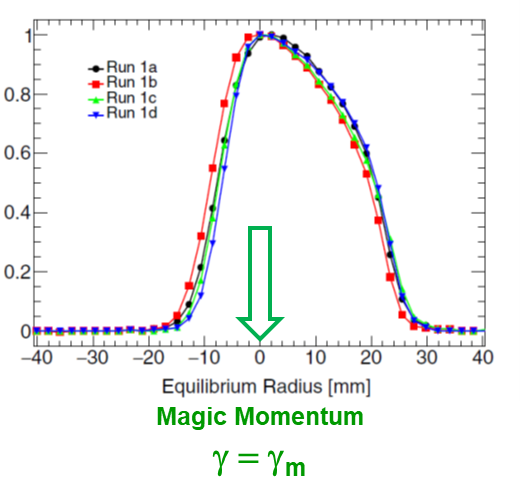 1
0.8
0.6
0.4
0.2
0
Run 1a
Run 1b
Run 1c
Run 1d
−40 −30 −20 −10 0 10 20 30 40
Equilibrium Radius [mm]
Magic Momentum
γ = γm